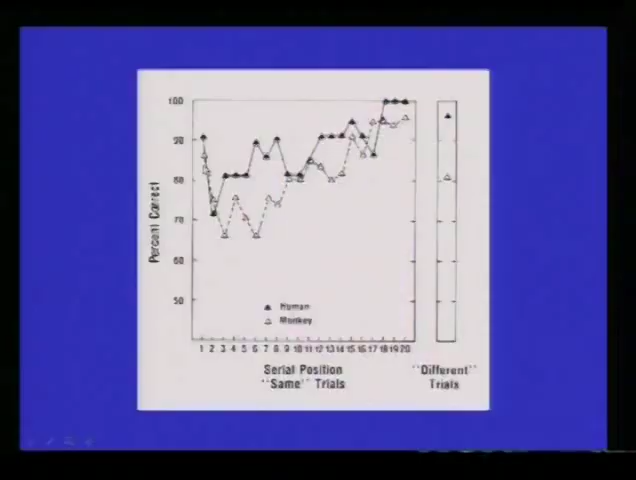 100
90
80
70
60
50
Percent Correct
Human
Monkey
1 2 3 4 5 6 7 8 9 10 11 12 13 14 15 16 17 18 19 20
Serial Position
"Same" Trials
"Different"
Trials